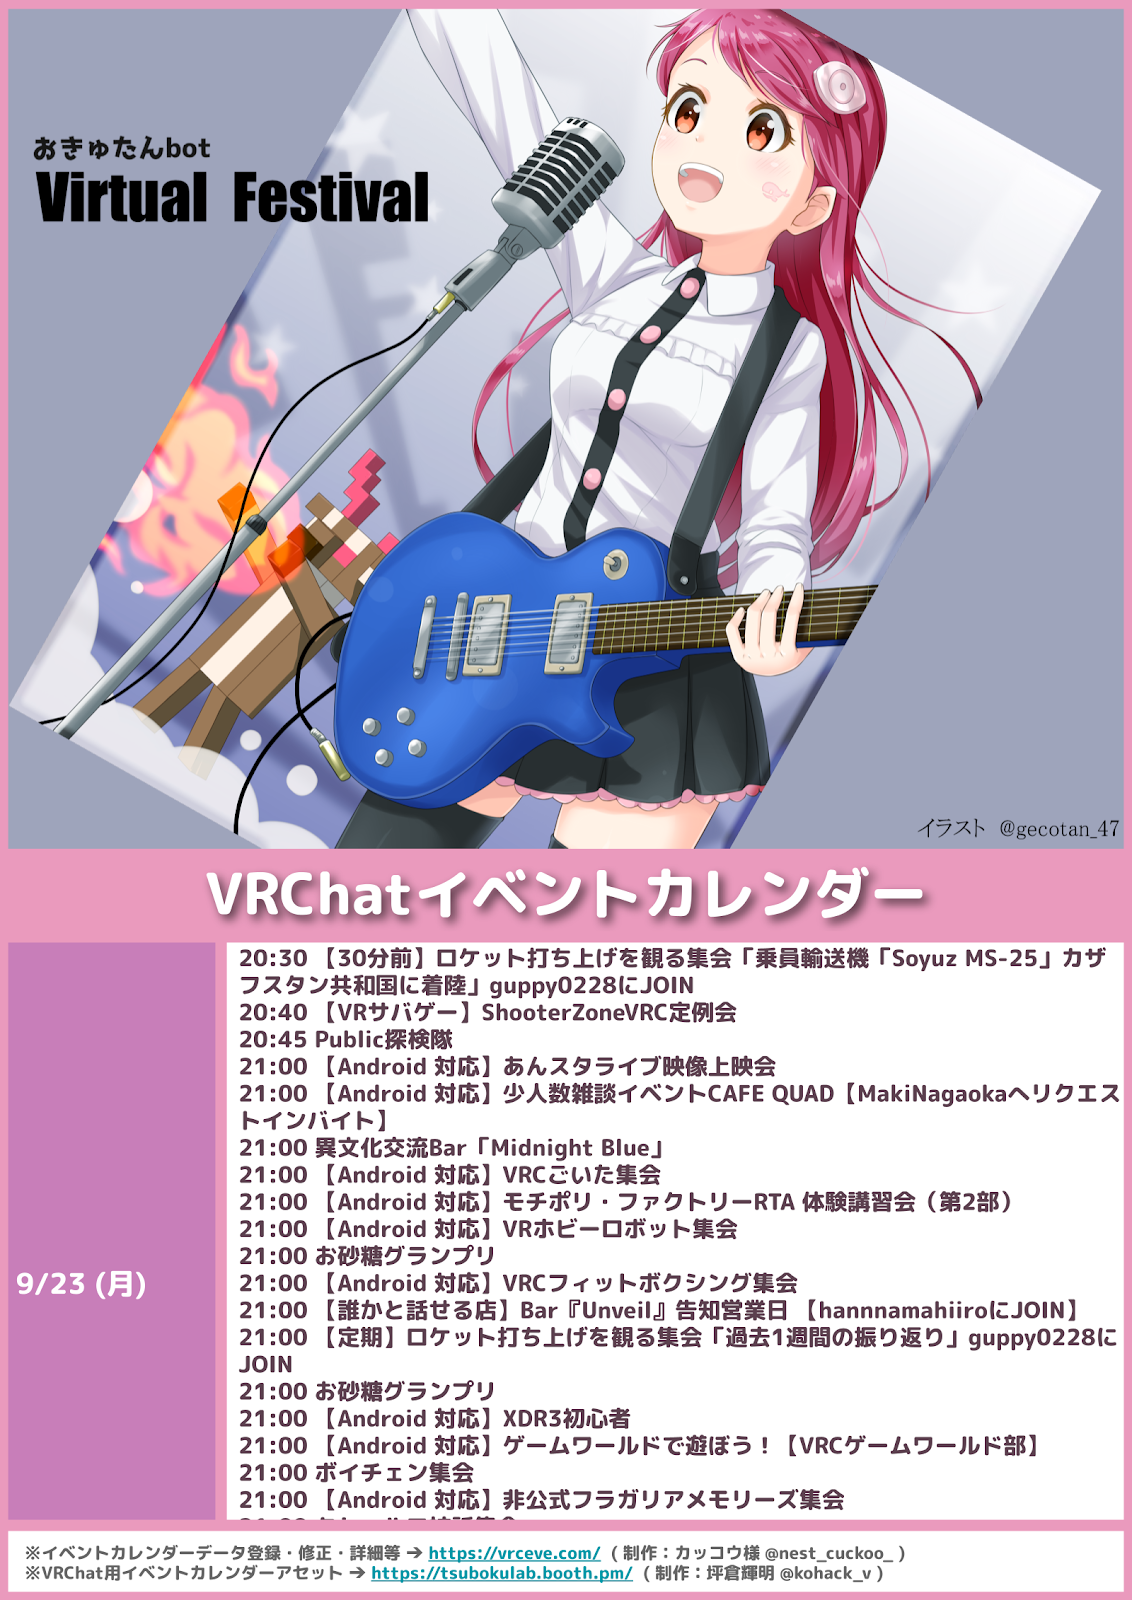 おきゅたんbot
Virtual Festival
イラスト @gecotan_47
VRChatイベントカレンダー
9/23 (月)
20:30 【30分前】ロケット打ち上げを観る集会「乗員輸送機「Soyuz MS-25」カザ
フスタン共和国に着陸」guppy0228にJOIN
20:40 【VRサバゲー】ShooterZoneVRC定例会
20:45 Public探検隊
21:00 【Android 対応】あんスタライブ映像上映会
21:00 【Android 対応】少人数雑談イベントCAFE QUAD【MakiNagaokaへリクエス
トインバイト】
21:00 異文化交流Bar「Midnight Blue」
21:00 【Android 対応】VRCごいた集会
21:00 【Android 対応】モチポリ・ファクトリーRTA 体験講習会（第2部）
21:00 【Android 対応】VRホビーロボット集会
21:00 お砂糖グランプリ
21:00 【Android 対応】VRCフィットボクシング集会
21:00 【誰かと話せる店】Bar『Unveil』告知営業日 【hannnamahiiroにJOIN】
21:00 【定期】ロケット打ち上げを観る集会「過去1週間の振り返り」guppy0228に
JOIN
21:00 お砂糖グランプリ
21:00 【Android 対応】XDR3初心者
21:00 【Android 対応】ゲームワールドで遊ぼう！【VRCゲームワールド部】
21:00 ボイチェン集会
21:00 【Android 対応】非公式フラガリアメモリーズ集会
※イベントカレンダーデータ登録・修正・詳細等 → https://vrceve.com/ ( 制作：カッコウ様 @nest_cuckoo_ )
※VRChat用イベントカレンダーアセット → https://tsubokulab.booth.pm/ ( 制作：坪倉輝明 @kohack_v )